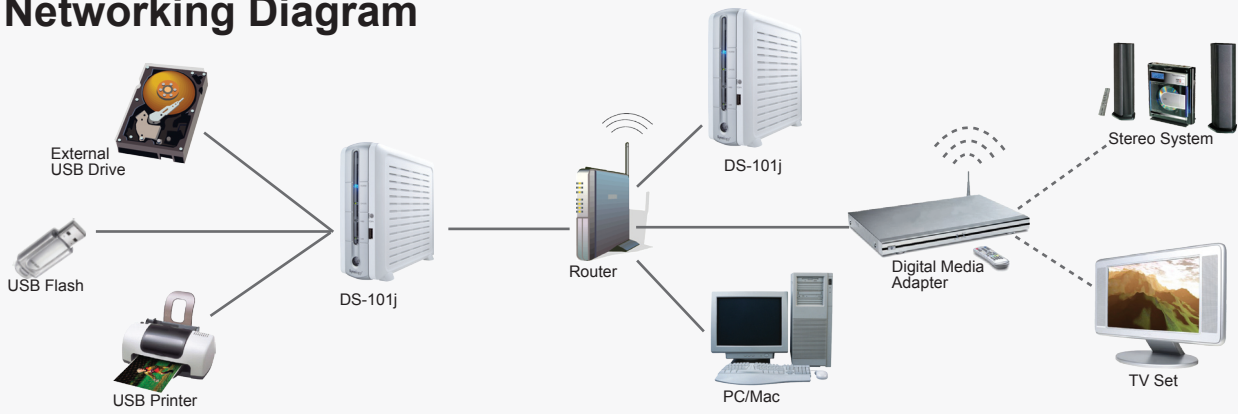 Networking Diagram
External
USB Drive
USB Flash
USB Printer
DS-101j
Router
DS-101j
PC/Mac
Digital Media
Adapter
Stereo System
TV Set